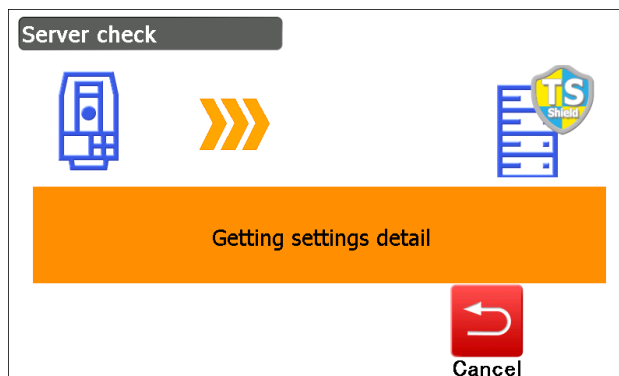 Server check
TS
Shield
Getting settings detail
Cancel